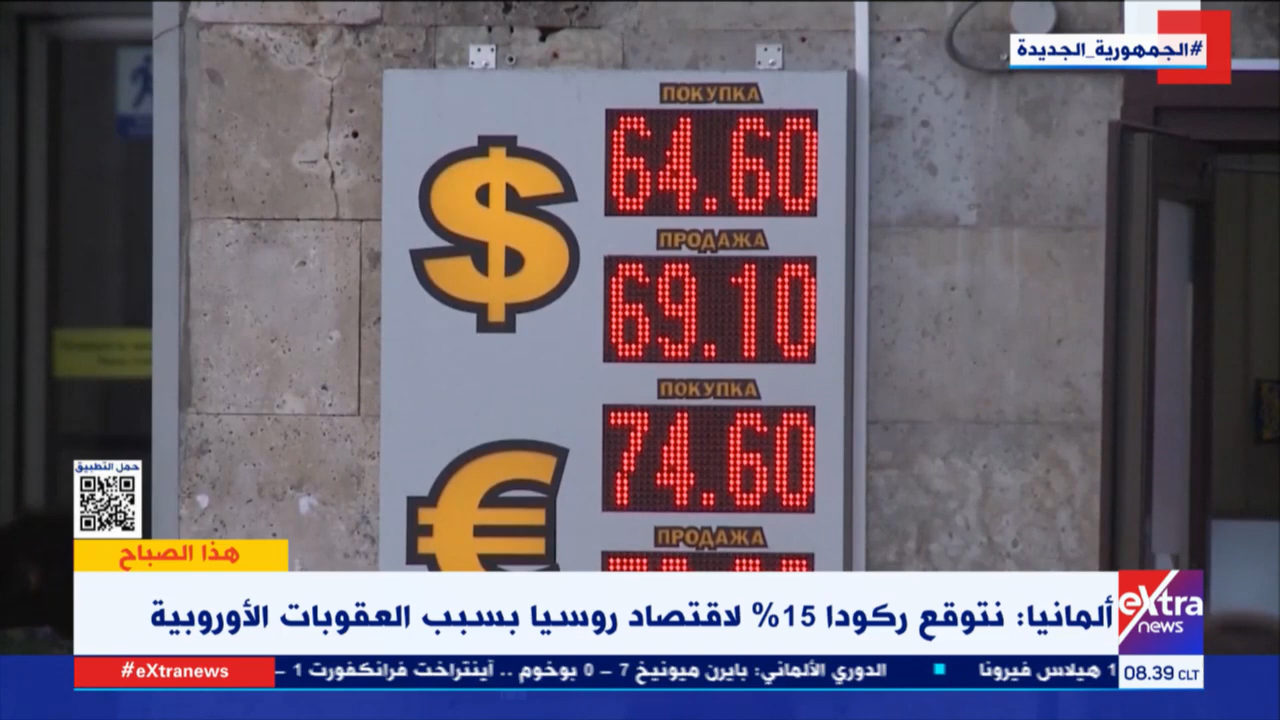 #الجمهورية_الجديدة
ПОКУПКА
64.60
$
ПРОДАЖА
69.10
ПОКУПКА
74.60
€
ПРОДАЖА
حمل التطبيق
هذا الصباح
ألمانيا: نتوقع ركودا 15% لاقتصاد روسيا بسبب العقوبات الأوروبية
eXtra
news
#eXtranews
1 هيلاس فيرونا ■ الدوري الألماني: بايرن ميونيخ 7 – 0 بوخوم .. آينتراخت فرانكفورت 1 –
08.39 CLT